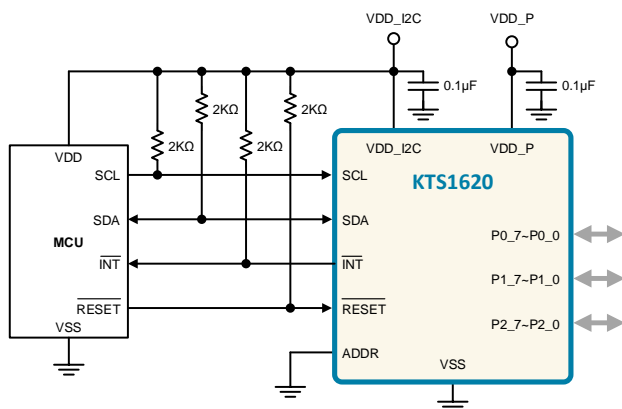 VDD_I2C
VDD_P
0.1µF
0.1µF
2KΩ
2KΩ
2KΩ
2KΩ
VDD
VDD_I2C
VDD_P
KTS1620
SCL
SCL
SDA
SDA
MCU
P0_7~P0_0
INT
INT
P1_7~P1_0
RESET
RESET
P2_7~P2_0
VSS
ADDR
VSS